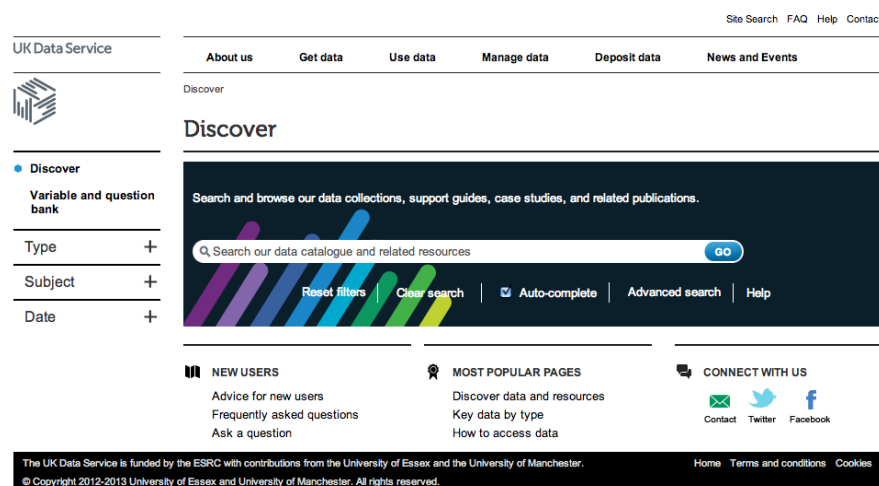 Site Search FAQ Help Contac
UK Data Service
About us Get data Use data Manage data Deposit data News and Events
Discover
Discover
Discover
Variable and question
bank
Type
Subject
Date
Search and browse our data collections, support guides, case studies, and related publications.
Search our data catalogue and related resources GO
Reset filters Clear search Auto-complete Advanced search Help
NEW USERS
Advice for new users
Frequently asked questions
Ask a question
MOST POPULAR PAGES
Discover data and resources
Key data by type
How to access data
CONNECT WITH US
Contact Twitter Facebook
The UK Data Service is funded by the ESRC with contributions from the University of Essex and the University of Manchester. Home Terms and conditions Cookies
© Copyright 2012-2013 University of Essex and University of Manchester. All rights reserved.